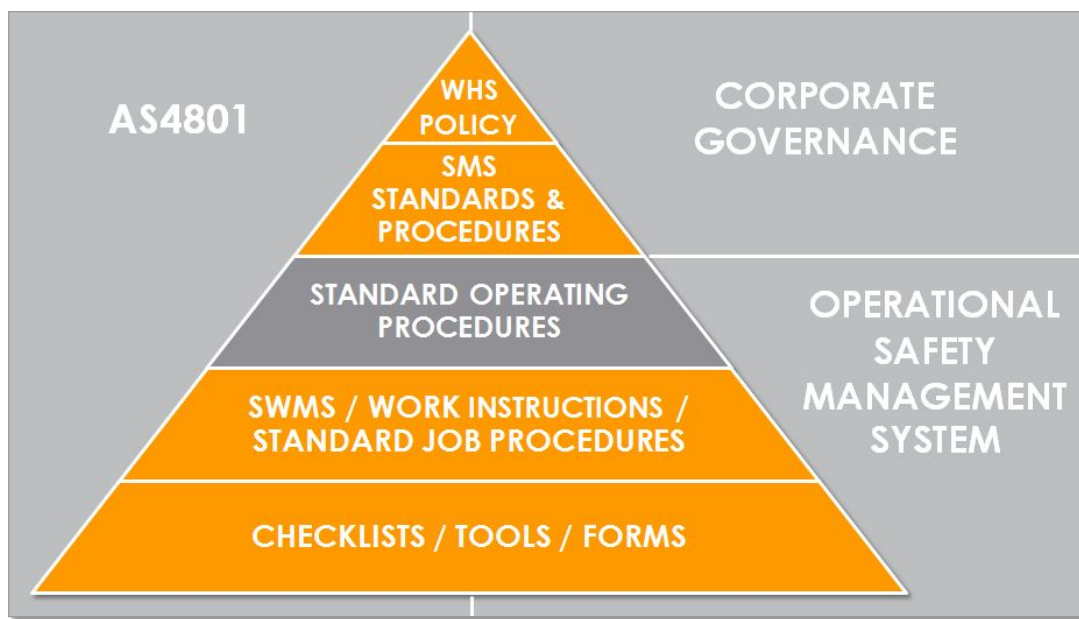 AS4801
WHS
POLICY
SMS
STANDARDS &
PROCEDURES
STANDARD OPERATING
PROCEDURES
SWMS / WORK INSTRUCTIONS /
STANDARD JOB PROCEDURES
CHECKLISTS / TOOLS / FORMS
CORPORATE
GOVERNANCE
OPERATIONAL
SAFETY
MANAGEMENT
SYSTEM